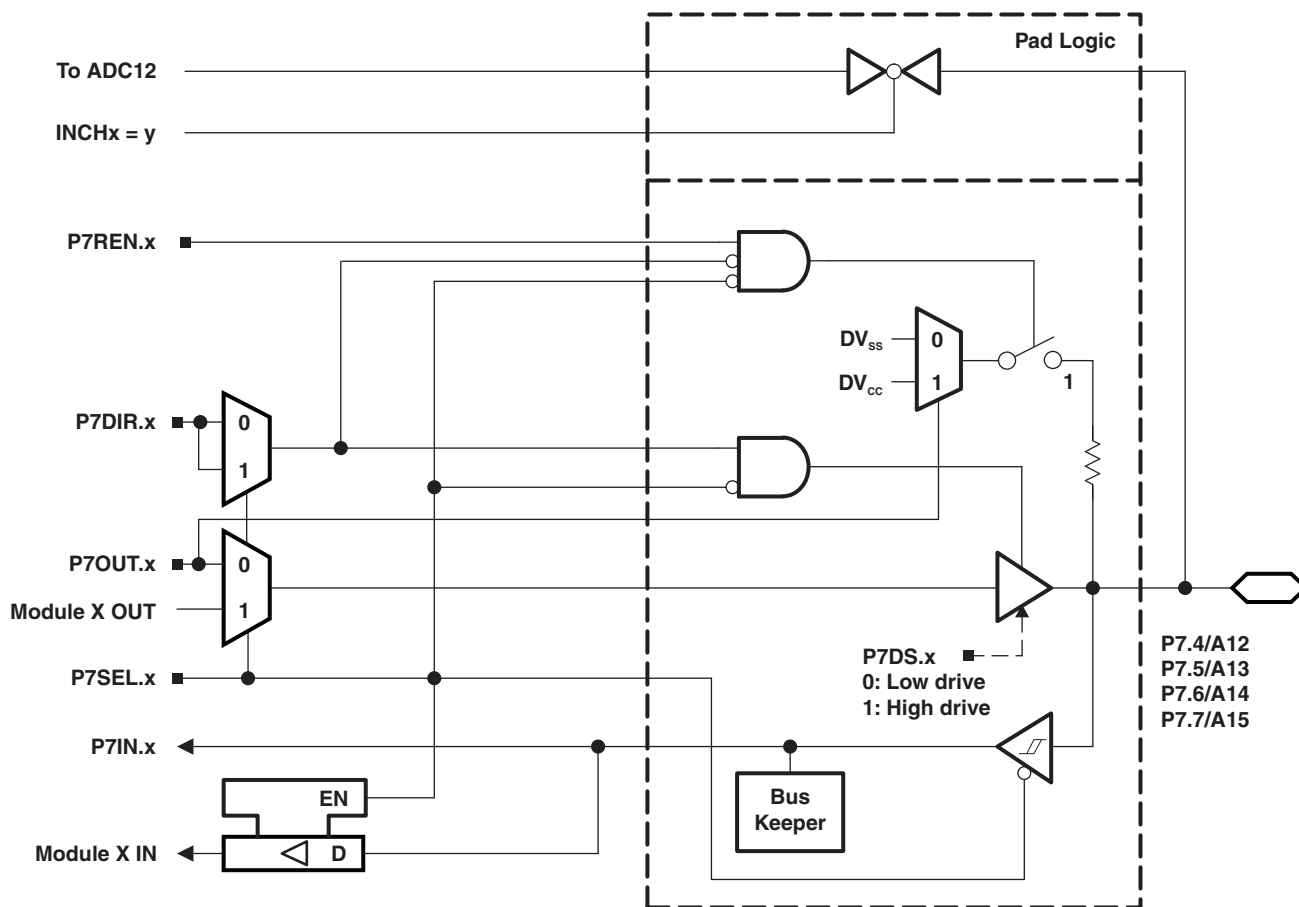 Pad Logic
To ADC12
INCHx = y
P7REN.x
DVSS
0
DVCC
1
1
P7DIR.x
0
1
P7OUT.x
0
Module X OUT
1
P7DS.x
0: Low drive
1: High drive
P7.4/A12
P7.5/A13
P7.6/A14
P7.7/A15
P7SEL.x
P7IN.x
EN
Bus
Keeper
Module X IN
D